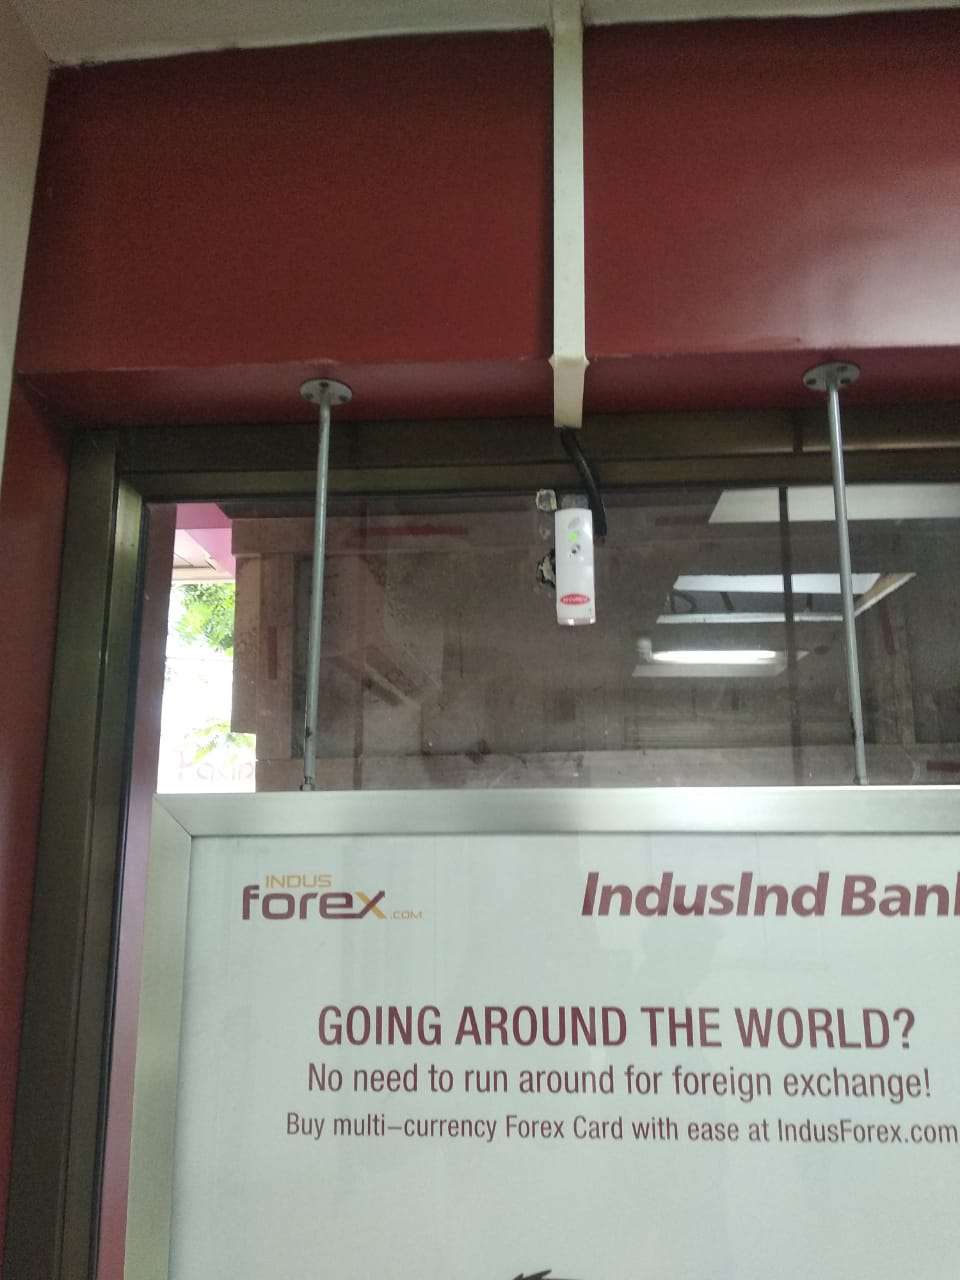 INDUS
forex.COM
IndusInd Bank
GOING AROUND THE WORLD?
No need to run around for foreign exchange!
Buy multi–currency Forex Card with ease at IndusForex.com